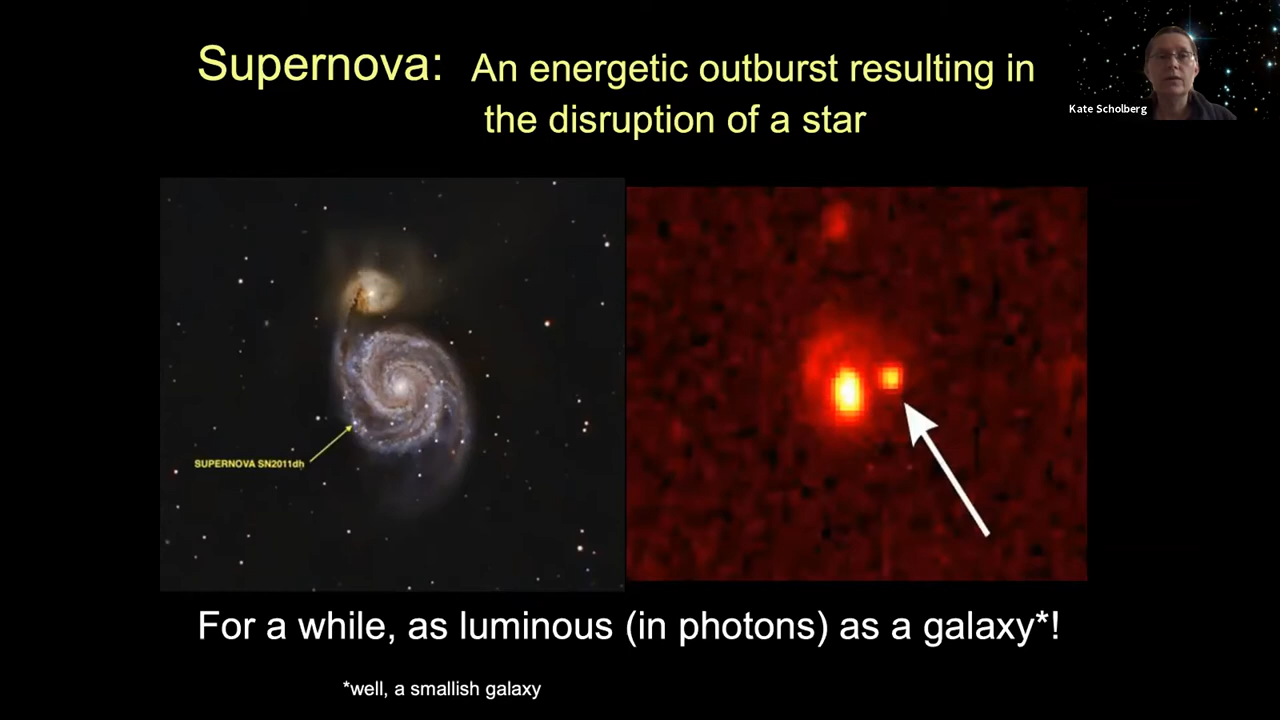 Supernova: An energetic outburst resulting in
the disruption of a star
Kate Scholberg
SUPERNOVA SN2011dh
For a while, as luminous (in photons) as a galaxy*!
*well, a smallish galaxy